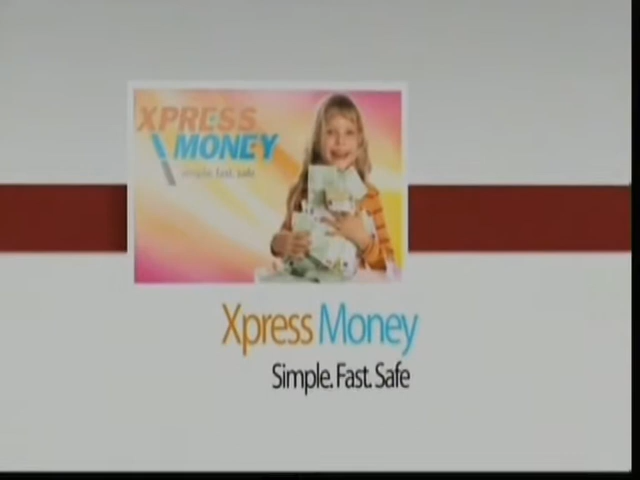 XPRESS
MONEY
simple. fast. safe
Xpress Money
Simple. Fast. Safe